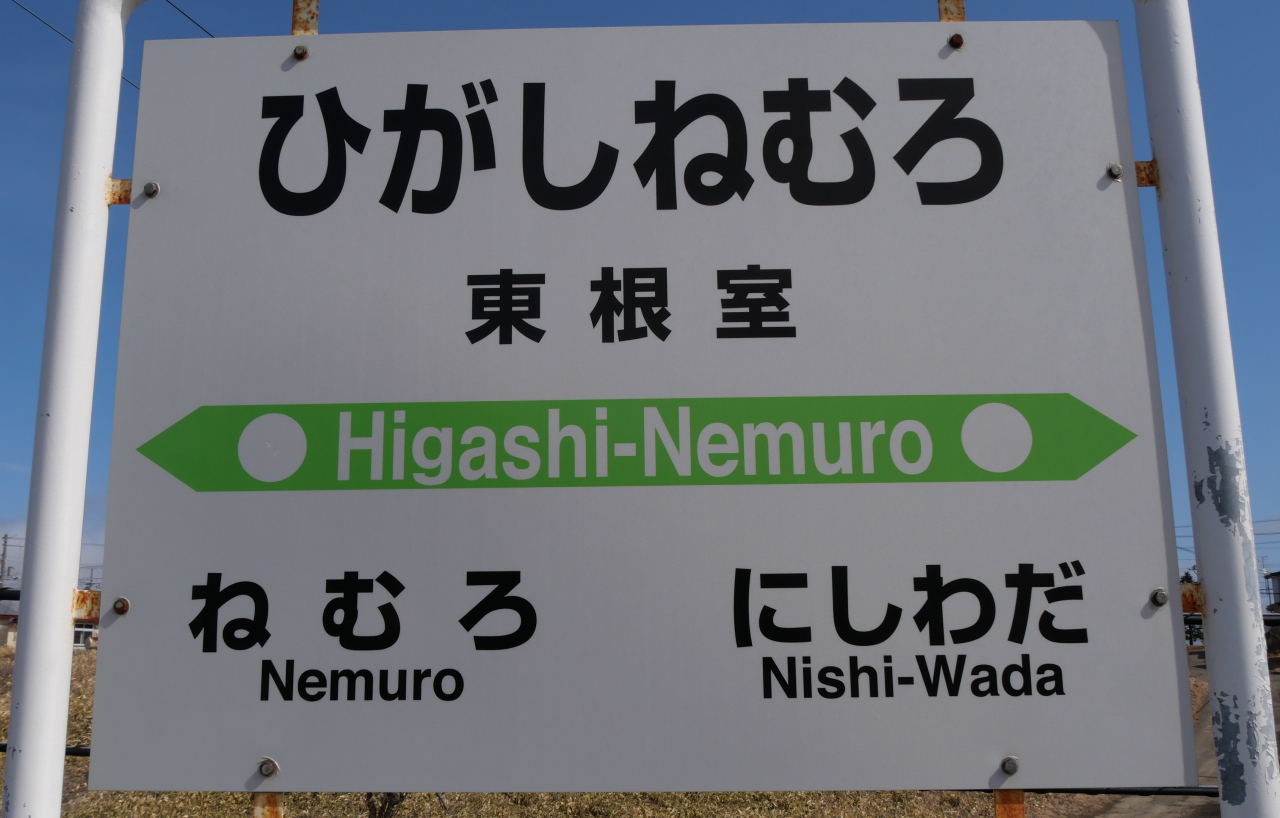 ひがしねむろ
東根室
Higashi-Nemuro
ねむろ
Nemuro
にしわだ
Nishi-Wada